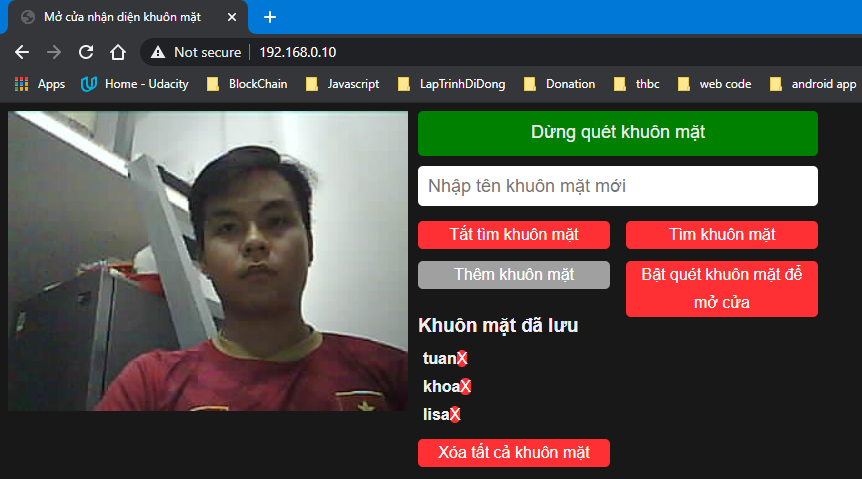 Mở cửa nhận diện khuôn mặt
Not secure 192.168.0.10
Apps Home - Udacity BlockChain Javascript LapTrinhDiDong Donation thbc web code android app
Dừng quét khuôn mặt
Nhập tên khuôn mặt mới
Tắt tìm khuôn mặt Tìm khuôn mặt
Thêm khuôn mặt Bật quét khuôn mặt để
mở cửa
Khuôn mặt đã lưu
tuanX
khoaX
lisaX
Xóa tất cả khuôn mặt